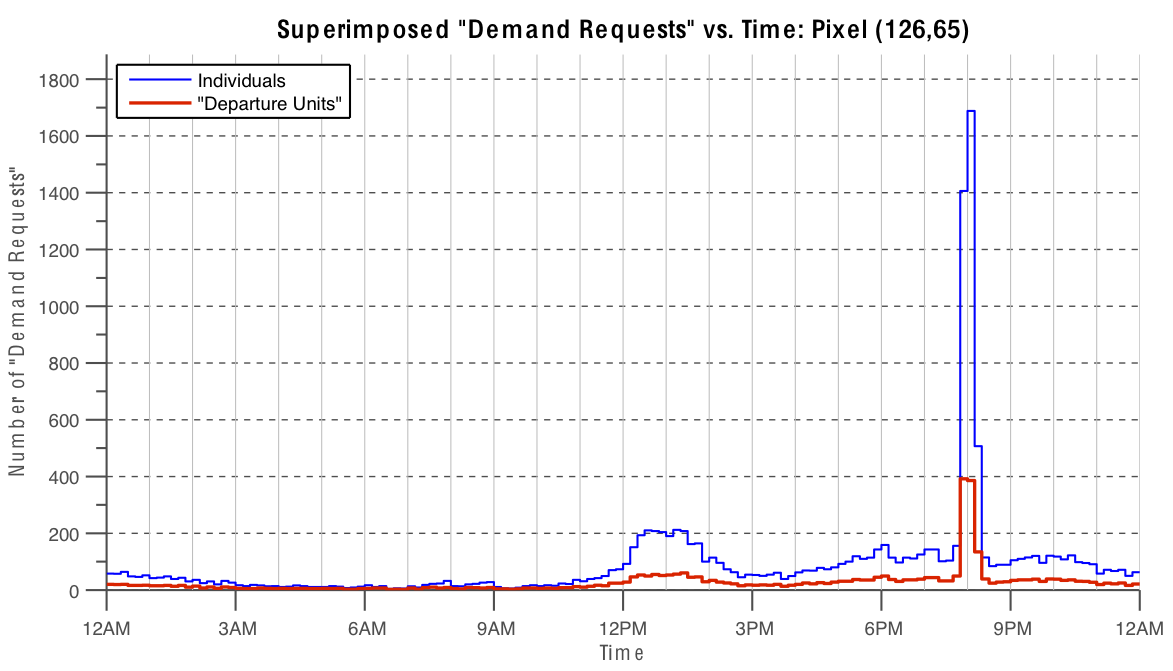 Superimposed "Demand Requests" vs. Time: Pixel (126,65)
Individuals
"Departure Units"
Number of "Demand Requests"
1800
1600
1400
1200
1000
800
600
400
200
0
12AM 3AM 6AM 9AM 12PM 3PM 6PM 9PM 12AM
Time